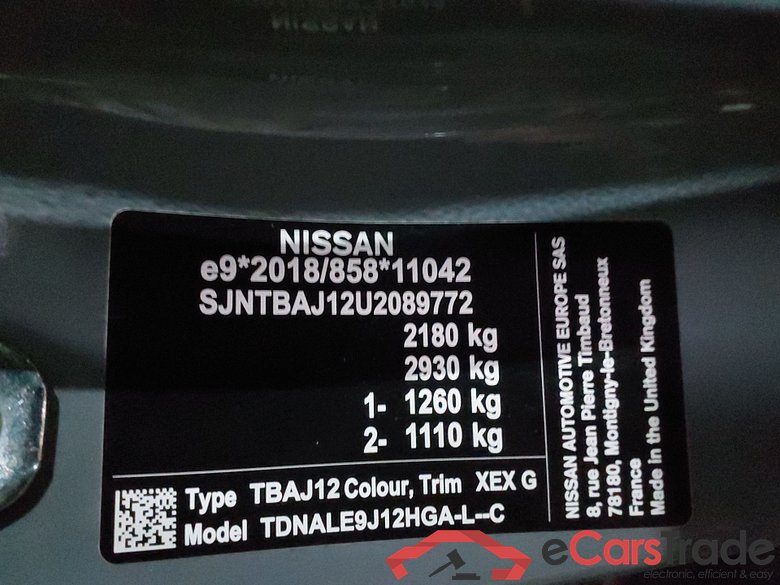 NISSAN
e9*2018/858*11042
SJNTBAJ12U2089772
2180 kg
2930 kg
1- 1260 kg
2- 1110 kg
Type TBAJ12 Colour, Trim XEX G
Model TDNALE9J12HGA-L--C
NISSAN AUTOMOTIVE EUROPE SAS
8, rue Jean Pierre Timbaud
78180, Montigny-le-Bretonneux
France
Made in the United Kingdom
eCarsTrade
electronic, efficient & easy